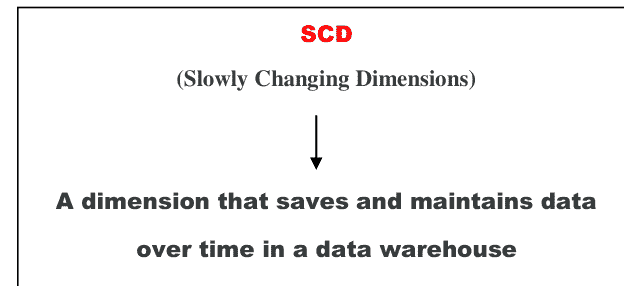 SCD
(Slowly Changing Dimensions)
A dimension that saves and maintains data
over time in a data warehouse